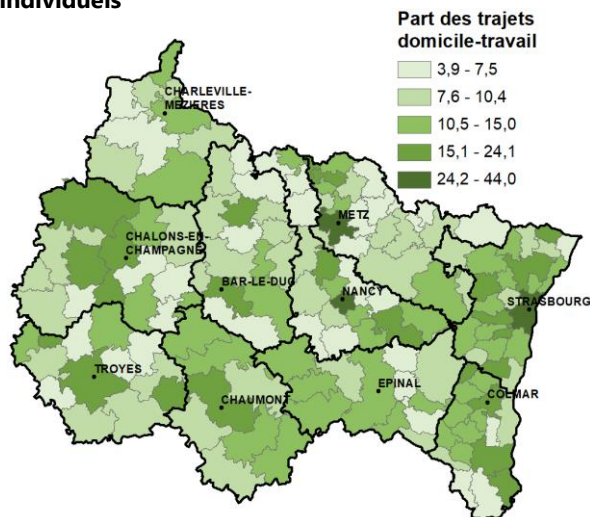 individuels
Part des trajets
domicile-travail
3,9 - 7,5
7,6 - 10,4
10,5 - 15,0
15,1 - 24,1
24,2 - 44,0
CHARLEVILLE-
MEZIERES
METZ
CHALONS-EN-
CHAMPAGNE
BAR-LE-DUC
NANCY
STRASBOURG
TROYES
CHAUMONT
EPINAL
COLMAR